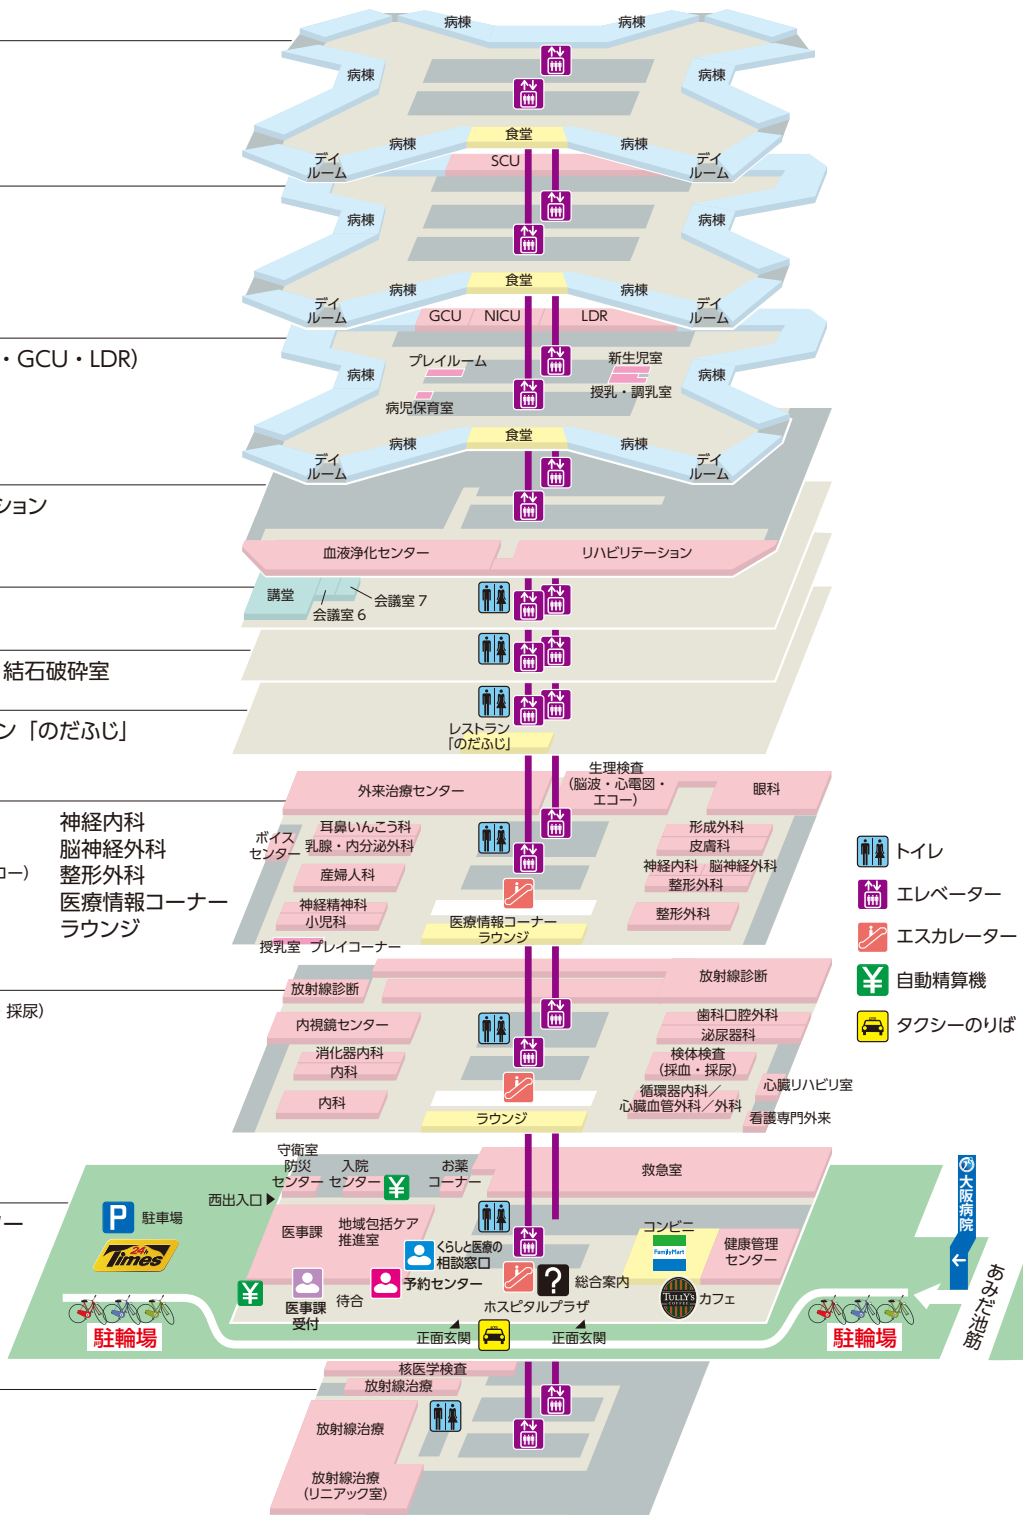 病棟
病棟
病棟
病棟
食堂
病棟
病棟
デイ
ルーム
デイ
ルーム
SCU
病棟
病棟
食堂
病棟
病棟
デイ
ルーム
デイ
ルーム
GCU NICU LDR
・GCU・LDR)
プレイルーム
新生児室
病棟
病棟
授乳・調乳室
病児保育室
食堂
病棟
病棟
デイ
ルーム
デイ
ルーム
ション
血液浄化センター
リハビリテーション
講堂
会議室7
会議室6
結石破砕室
ン「のだふじ」
レストラン
「のだふじ」
生理検査
(脳波・心電図・
エコー)
外来治療センター
眼科
神経内科
脳神経外科
コー)
整形外科
医療情報コーナー
ラウンジ
ボイス
センター
耳鼻いんこう科
乳腺・内分泌外科
産婦人科
神経精神科
小児科
授乳室 プレイコーナー
形成外科
皮膚科
神経内科 脳神経外科
整形外科
整形外科
医療情報コーナー
ラウンジ
トイレ
エレベーター
エスカレーター
¥ 自動精算機
タクシーのりば
採尿)
放射線診断
放射線診断
内視鏡センター
消化器内科
内科
内科
歯科口腔外科
泌尿器科
検体検査
(採血・採尿)
循環器内科/
心臓血管外科/外科
心臓リハビリ室
看護専門外来
ラウンジ
守衛室
防災
センター
入院
センター
¥
お薬
コーナー
救急室
西出入口▶
ー
P 駐車場
24h
Times
医事課
地域包括ケア
推進室
くらしと医療の
相談窓口
予約センター
¥
医事課
受付
待合
? 総合案内
ホスピタルプラザ
コンビニ
FamilyMart
健康管理
センター
TULLY'S
COFFEE
カフェ
正面玄関
正面玄関
駐輪場
駐輪場
大阪病院
←
あみだ池筋
核医学検査
放射線治療
放射線治療
放射線治療
(リニアック室)